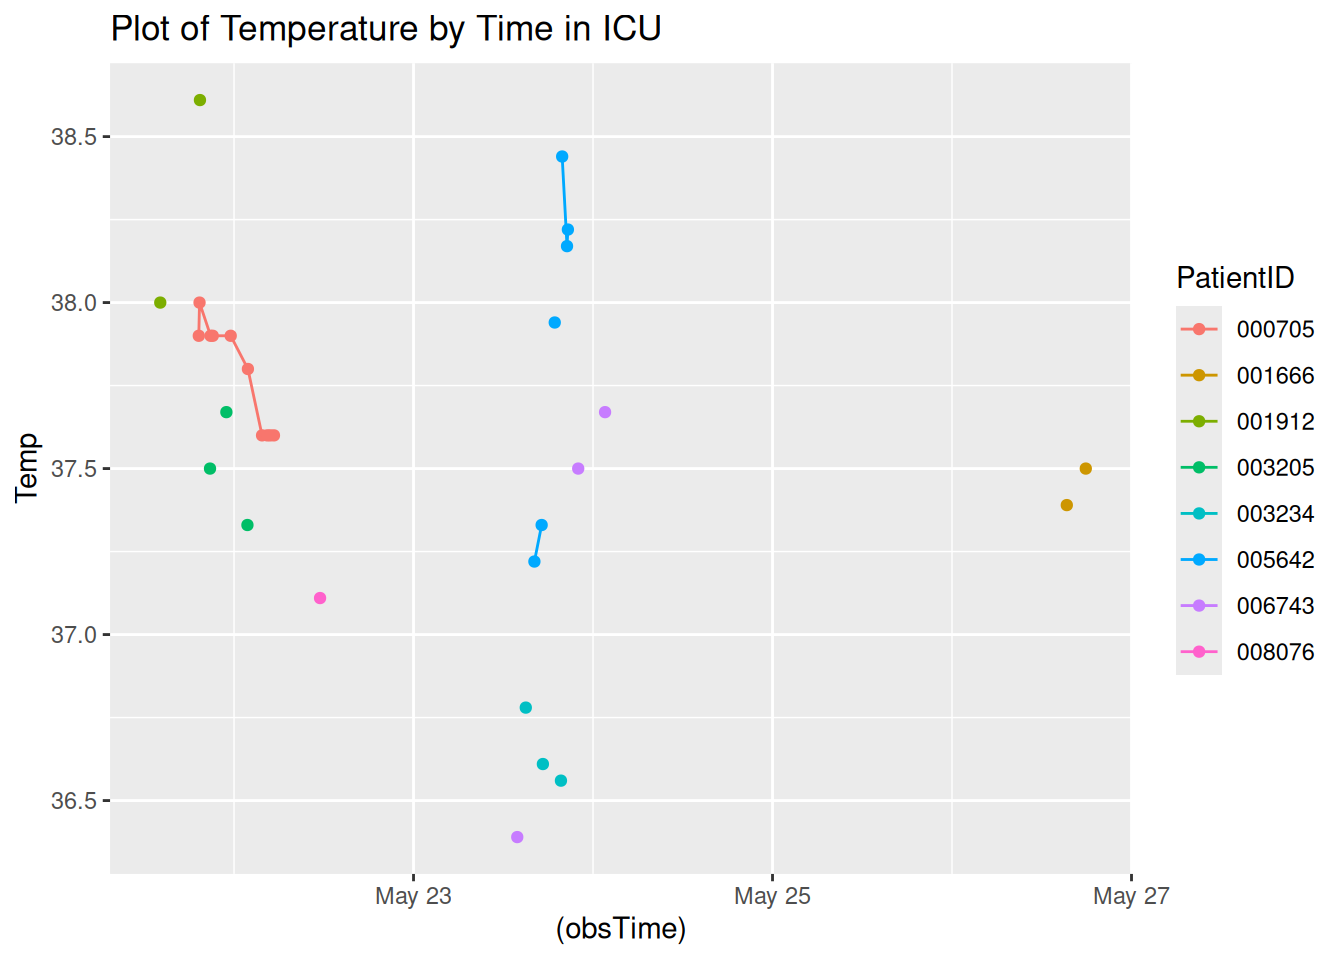 Plot of Temperature by Time in ICU
38.5
38.0
37.5
37.0
36.5
Temp
May 23
May 25
May 27
(obsTime)
PatientID
000705
001666
001912
003205
003234
005642
006743
008076